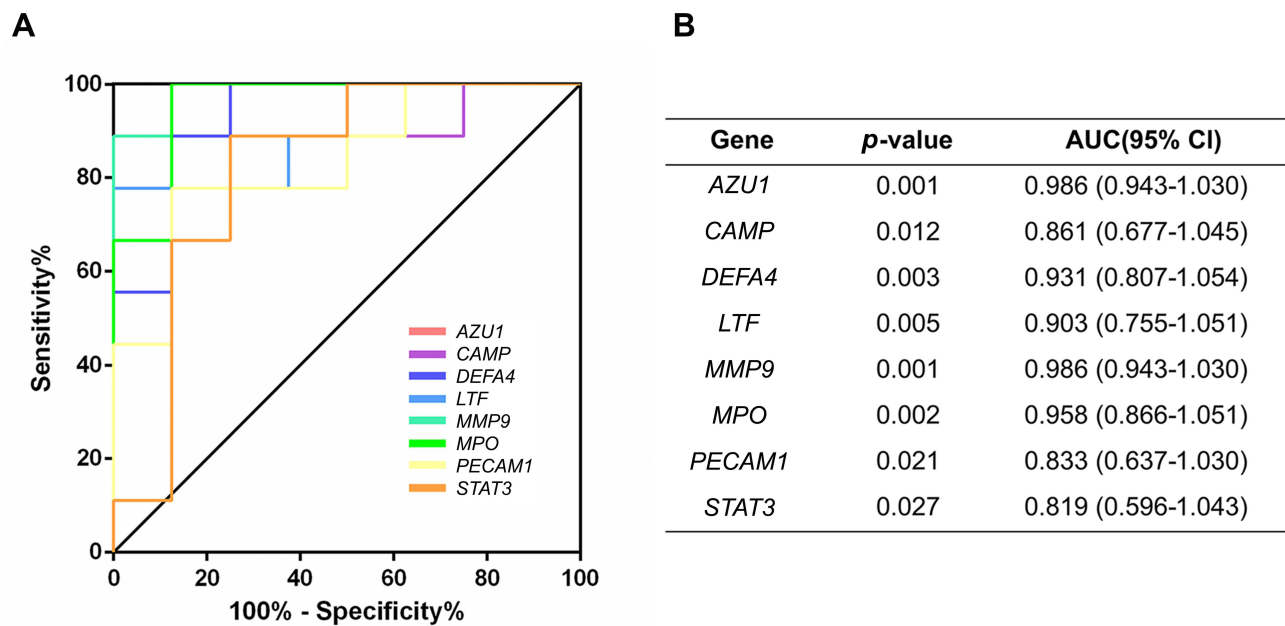 A
B
100
80
60
40
20
0
Sensitivity%
AZU1
CAMP
DEFA4
LTF
MMP9
MPO
PECAM1
STAT3
0 20 40 60 80 100
100% - Specificity%
Gene p-value AUC(95% CI)
AZU1 0.001 0.986 (0.943-1.030)
CAMP 0.012 0.861 (0.677-1.045)
DEFA4 0.003 0.931 (0.807-1.054)
LTF 0.005 0.903 (0.755-1.051)
MMP9 0.001 0.986 (0.943-1.030)
MPO 0.002 0.958 (0.866-1.051)
PECAM1 0.021 0.833 (0.637-1.030)
STAT3 0.027 0.819 (0.596-1.043)